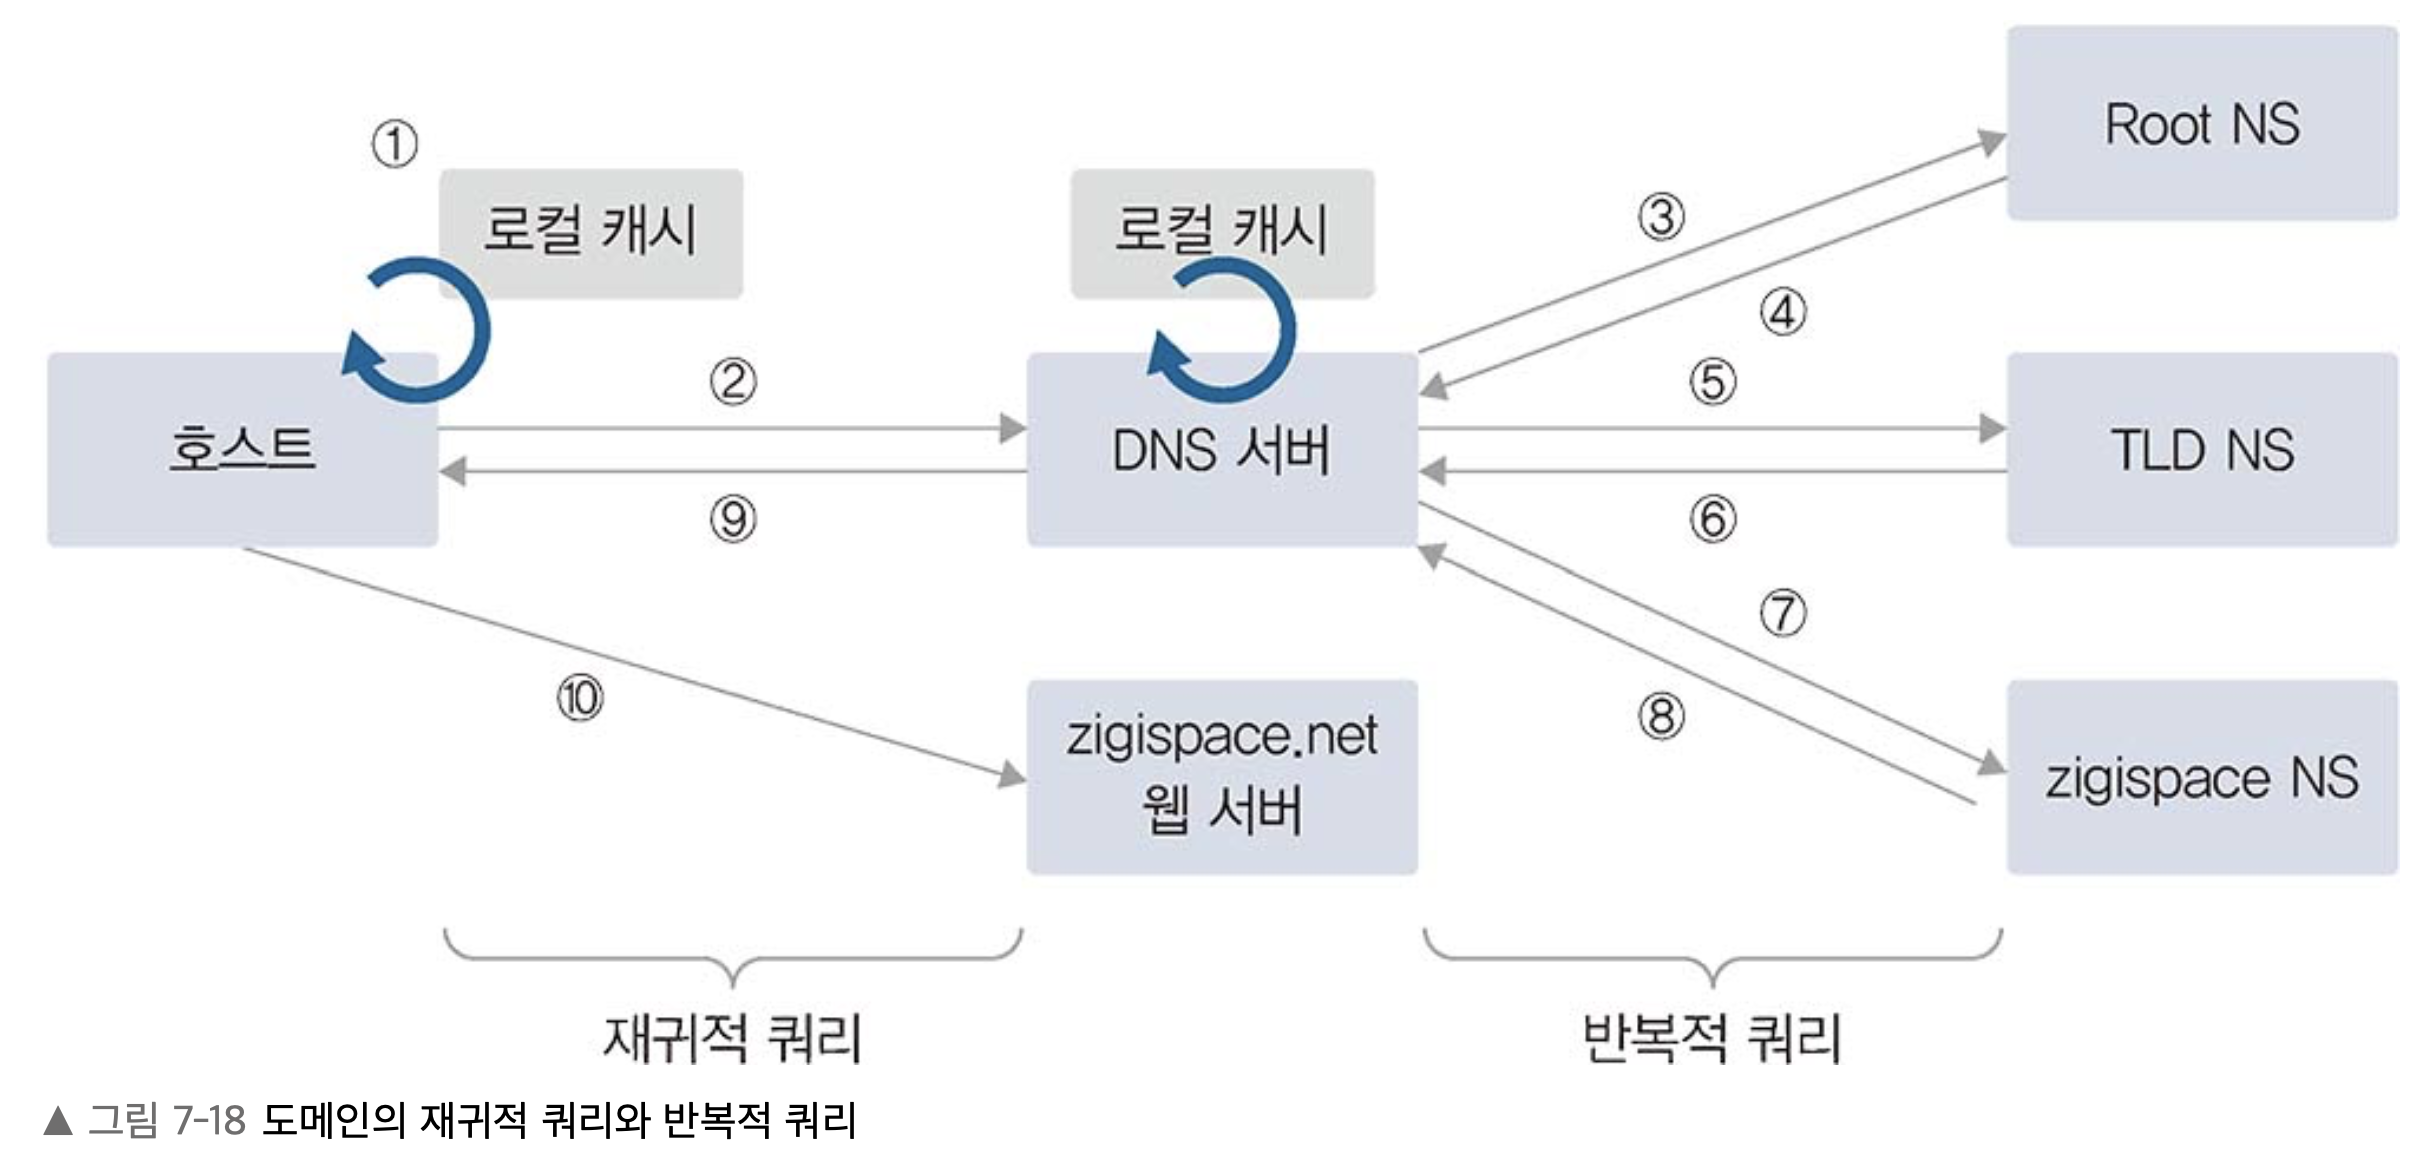 Root NS
①
로컬 캐시
로컬 캐시
③
④
②
⑤
호스트
DNS 서버
TLD NS
⑨
⑥
⑦
⑩
⑧
zigispace.net
웹 서버
zigispace NS
재귀적 쿼리
반복적 쿼리
▲ 그림 7-18 도메인의 재귀적 쿼리와 반복적 쿼리